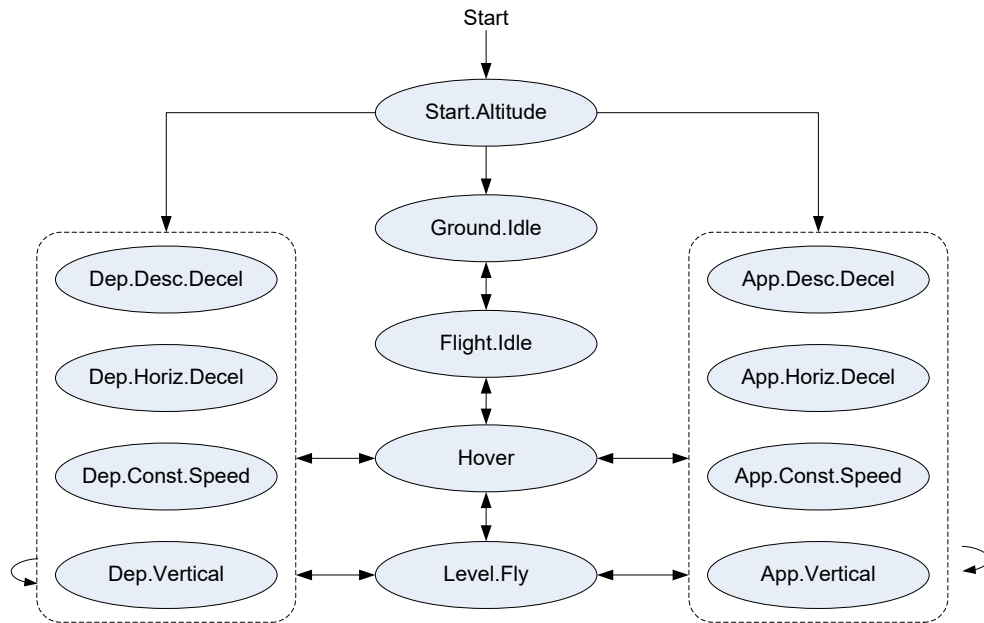 Start
Start.Altitude
Ground.Idle
Dep.Desc.Decel
App.Desc.Decel
Flight.Idle
Dep.Horiz.Decel
App.Horiz.Decel
Hover
Dep.Const.Speed
App.Const.Speed
Dep.Vertical
Level.Fly
App.Vertical